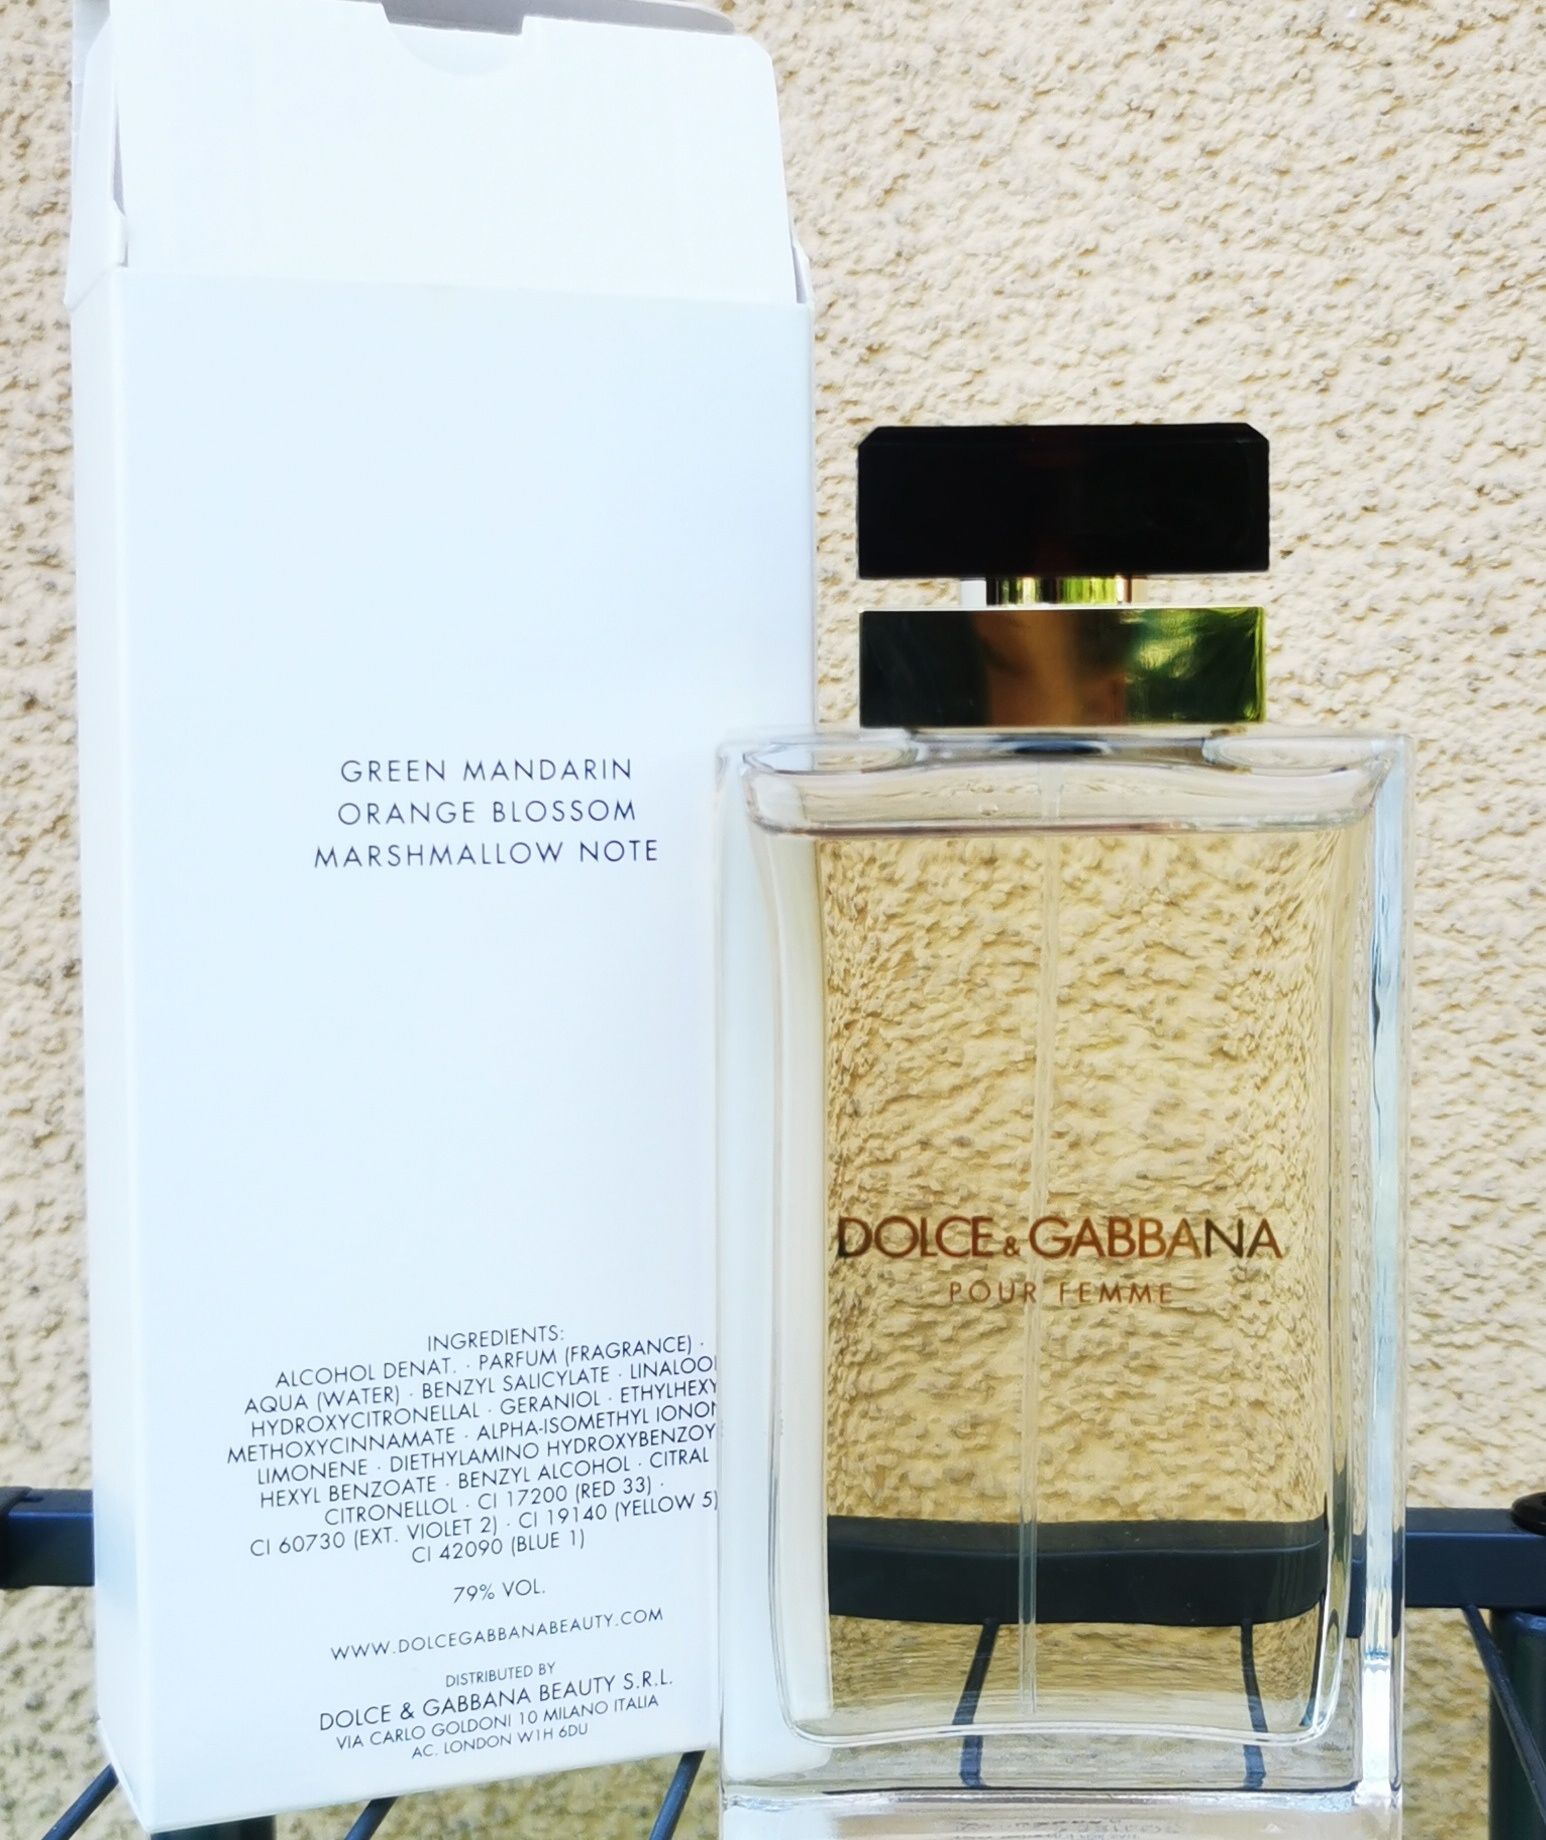 GREEN MANDARIN
ORANGE BLOSSOM
MARSHMALLOW NOTE
INGREDIENTS:
ALCOHOL DENAT. · PARFUM (FRAGRANCE) ·
AQUA (WATER) · BENZYL SALICYLATE · LINALOOL
HYDROXYCITRONELLAL · GERANIOL · ETHYLHEXY
METHOXYCINNAMATE · ALPHA-ISOMETHYL IONON
LIMONENE · DIETHYLAMINO HYDROXYBENZOY
HEXYL BENZOATE · BENZYL ALCOHOL · CITRAL
CITRONELLOL · CI 17200 (RED 33) ·
CI 60730 (EXT. VIOLET 2) · CI 19140 (YELLOW 5)
CI 42090 (BLUE 1)
79% VOL.
WWW.DOLCEGABBANABEAUTY.COM
DISTRIBUTED BY
DOLCE & GABBANA BEAUTY S.R.L.
VIA CARLO GOLDONI 10 MILANO ITALIA
AC. LONDON W1H 6DU
DOLCE & GABBANA
POUR FEMME